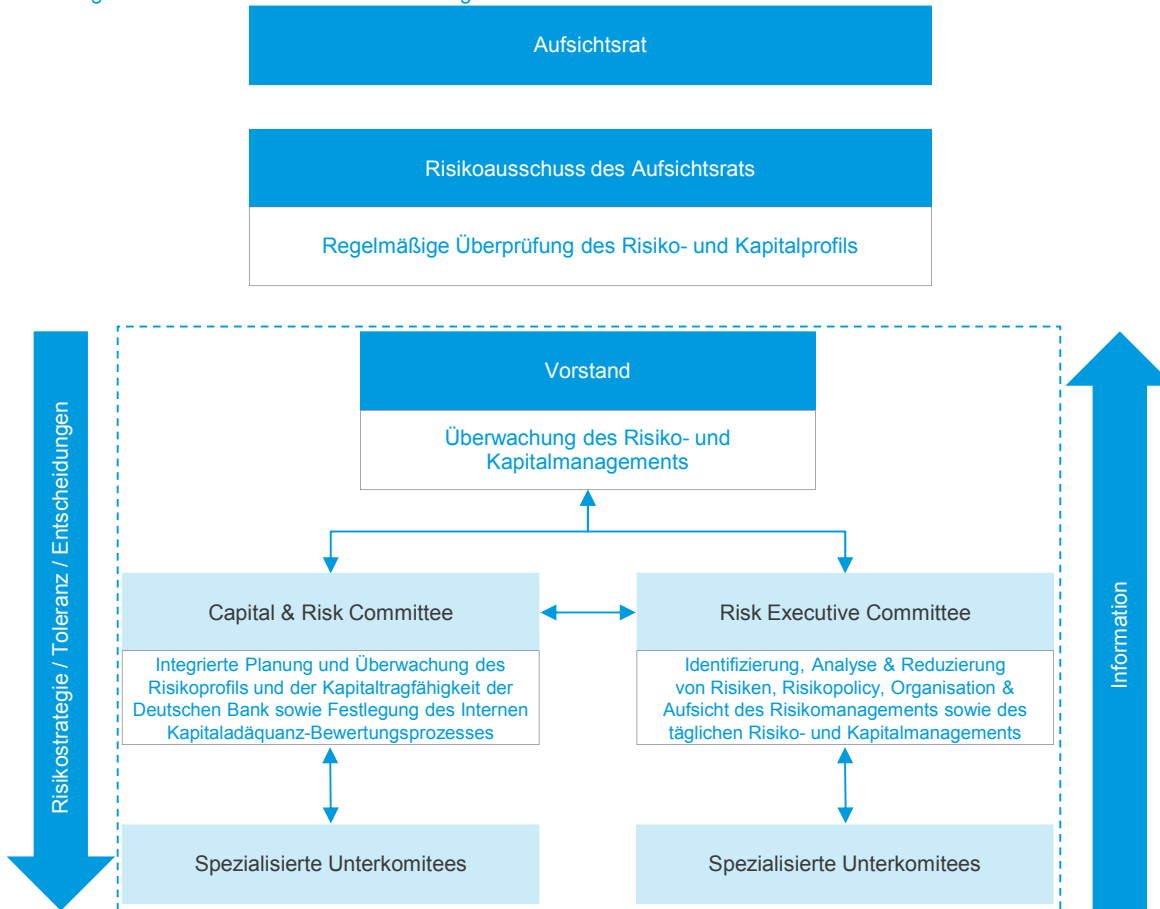 Aufsichtsrat
Risikoausschuss des Aufsichtsrats
Regelmäßige Überprüfung des Risiko- und Kapitalprofils
Risikostrategie / Toleranz / Entscheidungen
Vorstand
Überwachung des Risiko- und
Kapitalmanagements
Capital & Risk Committee
Integrierte Planung und Überwachung des
Risikoprofils und der Kapitaltragfähigkeit der
Deutschen Bank sowie Festlegung des Internen
Kapitaladäquanz-Bewertungsprozesses
Risk Executive Committee
Identifizierung, Analyse & Reduzierung
von Risiken, Risikopolicy, Organisation &
Aufsicht des Risikomanagements sowie des
täglichen Risiko- und Kapitalmanagements
Spezialisierte Unterkomitees
Spezialisierte Unterkomitees
Information